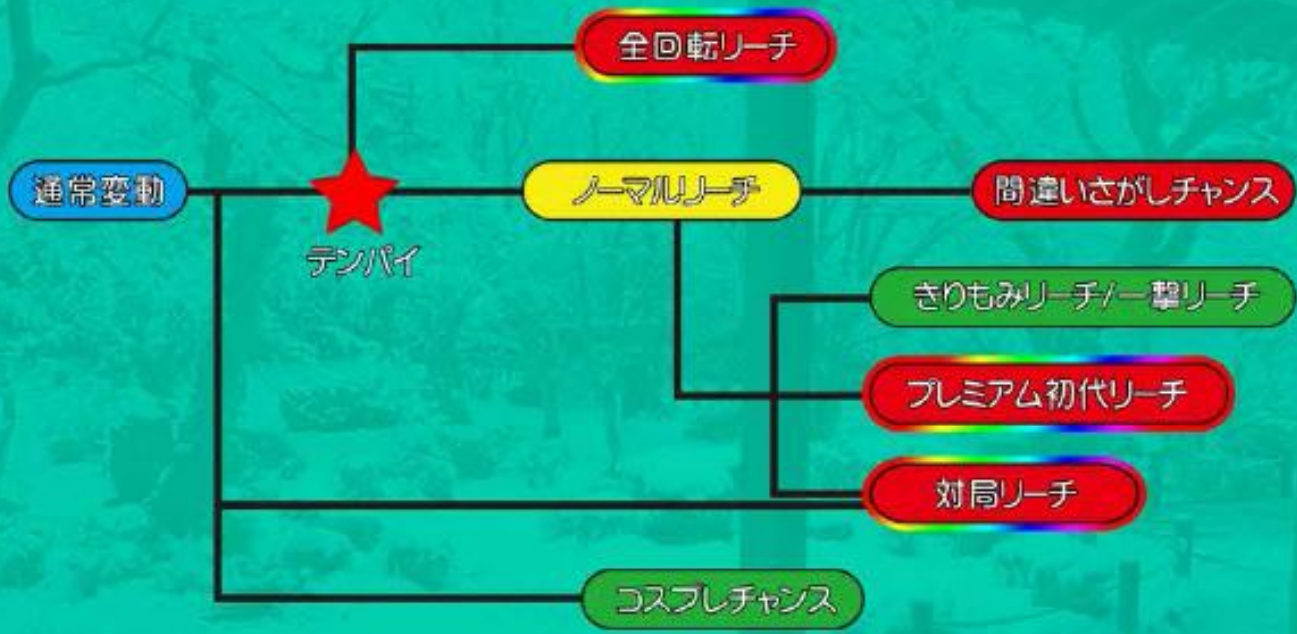 全回転リーチ
通常変動
テンパイ
ノーマルリーチ
間違いさがしチャンス
きりもみリーチ/一撃リーチ
プレミアム初代リーチ
対局リーチ
コスプレチャンス